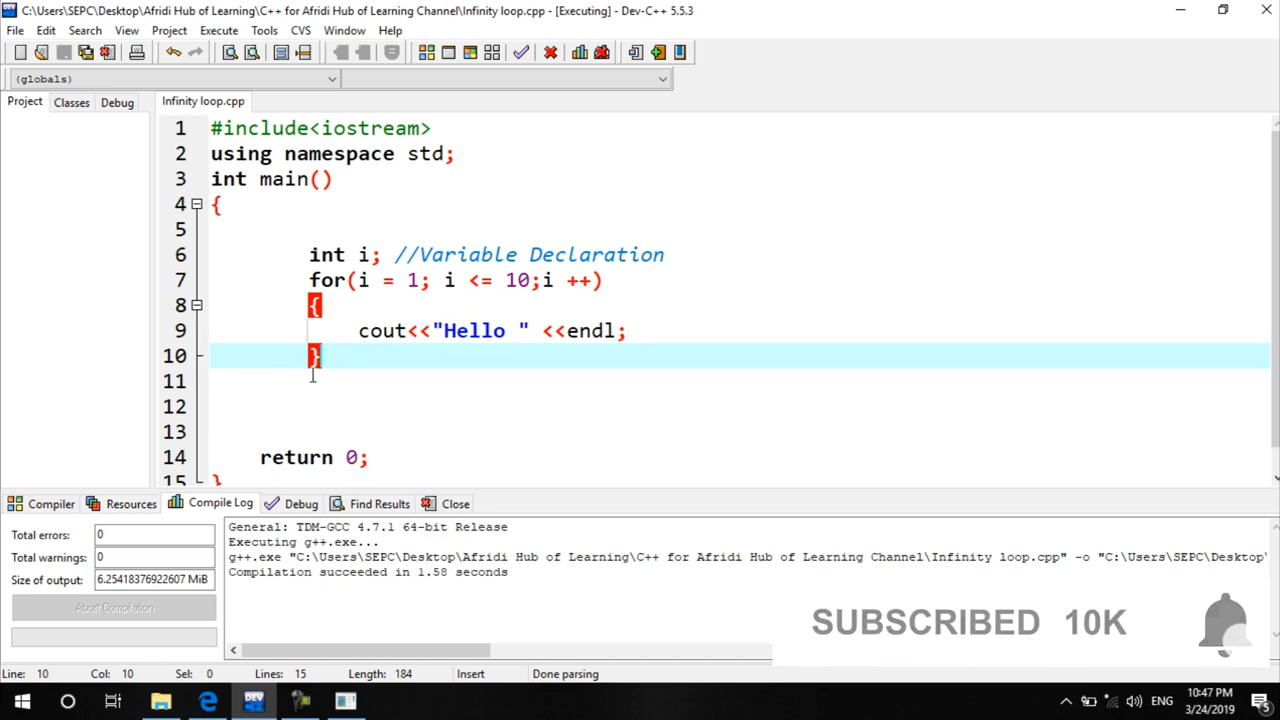 C:\Users\SEPC\Desktop\Afridi Hub of Learning\C++ for Afridi Hub of Learning Channel\Infinity loop.cpp - [Executing] - Dev-C++ 5.5.3
File Edit Search View Project Execute Tools CVS Window Help
(globals)
Project Classes Debug Infinity loop.cpp
1 #include<iostream>
2 using namespace std;
3 int main()
4 {
5
6 int i; //Variable Declaration
7 for(i = 1; i <= 10;i ++)
8 {
9 cout<<"Hello " <<endl;
10 }
11
12
13
14 return 0;
15 }
Compiler Resources Compile Log Debug Find Results Close
Total errors: 0
Total warnings: 0
Size of output: 6.25418376922607 MiB
Abort Compilation
General: TDM-GCC 4.7.1 64-bit Release
Executing g++.exe...
g++.exe "C:\Users\SEPC\Desktop\Afridi Hub of Learning\C++ for Afridi Hub of Learning Channel\Infinity loop.cpp" -o "C:\Users\SEPC\Desktop\
Compilation succeeded in 1.58 seconds
SUBSCRIBED 10K
Line: 10 Col: 10 Sel: 0 Lines: 15 Length: 184 Insert Done parsing
DEV
ENG
10:47 PM
3/24/2019
5